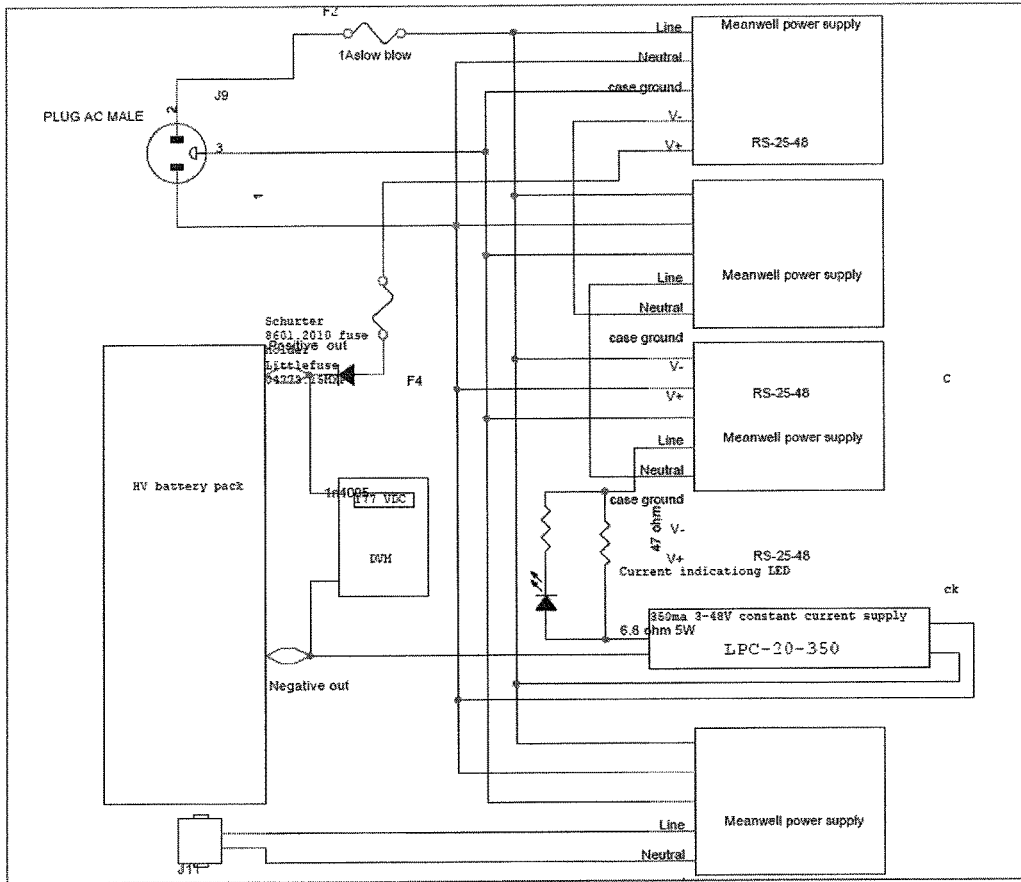 F2
1Aslow blow
J9
2
PLUG AC MALE
3
1
Line
Neutral
case ground
V-
V+
Meanwell power supply
RS-25-48
Line
Neutral
case ground
V-
V+
Meanwell power supply
RS-25-48
Schurter
8601.2010 fuse
Holder
Littlefuse
Positive out
F4
C
Line
Neutral
case ground
V-
V+
Meanwell power supply
RS-25-48
HV battery pack
1n4005
177 VDC
DVM
47 ohm
Current indicationg LED
6.8 ohm 5W
ck
350ma 3-48V constant current supply
LPC-20-350
Negative out
Line
Neutral
Meanwell power supply
J11